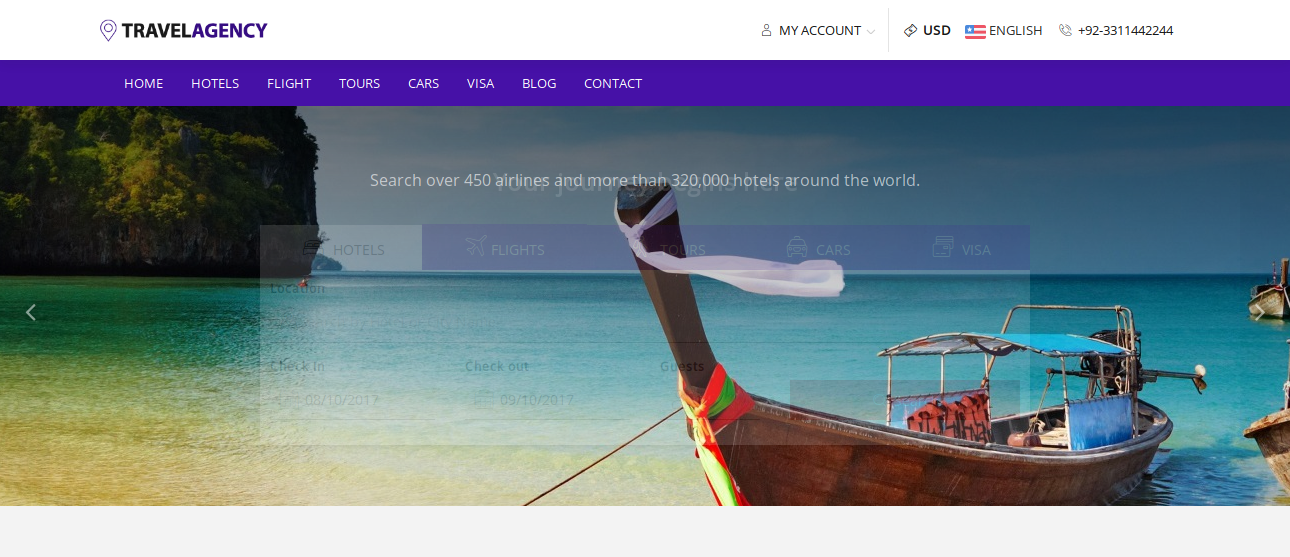 TRAVELAGENCY
MY ACCOUNT
USD
ENGLISH
+92-3311442244
HOME HOTELS FLIGHT TOURS CARS VISA BLOG CONTACT
Your journey begins here
Search over 450 airlines and more than 320,000 hotels around the world.
HOTELS FLIGHTS TOURS CARS VISA
Location
Check in Check out Guests
08/10/2017 09/10/2017